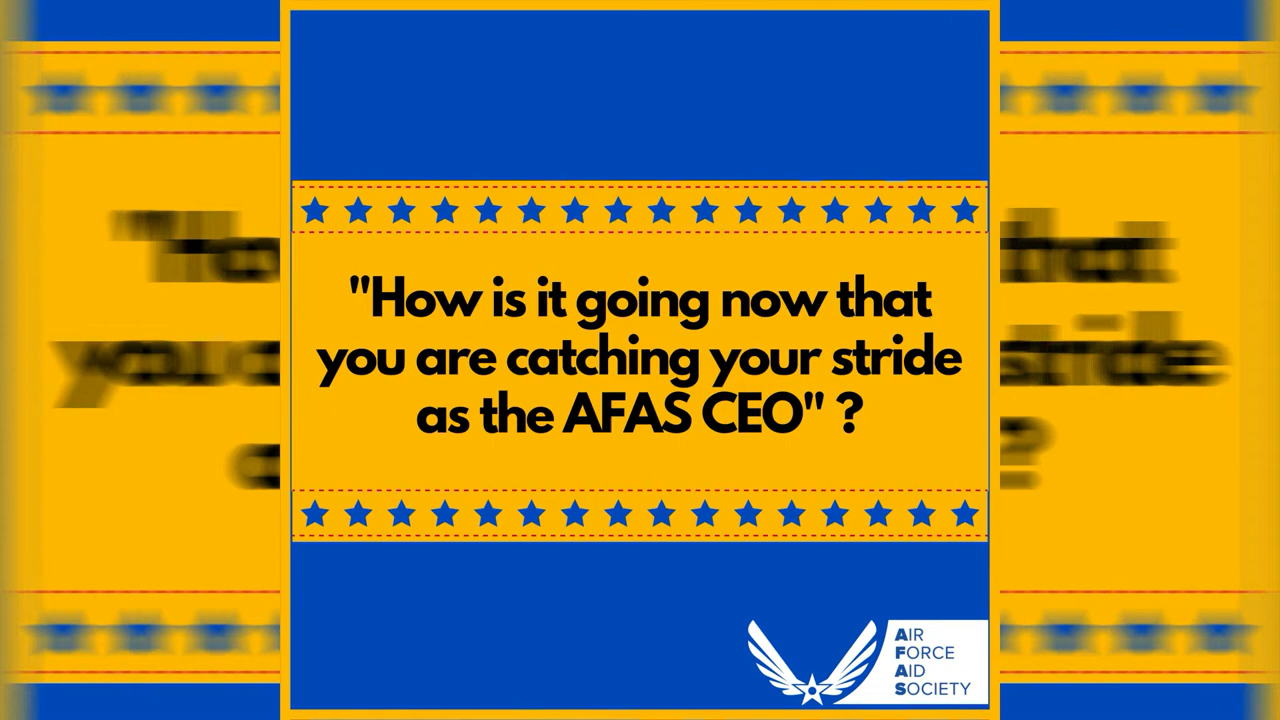 "How is it going now that
you are catching your stride
as the AFAS CEO" ?
AIR
FORCE
AID
SOCIETY